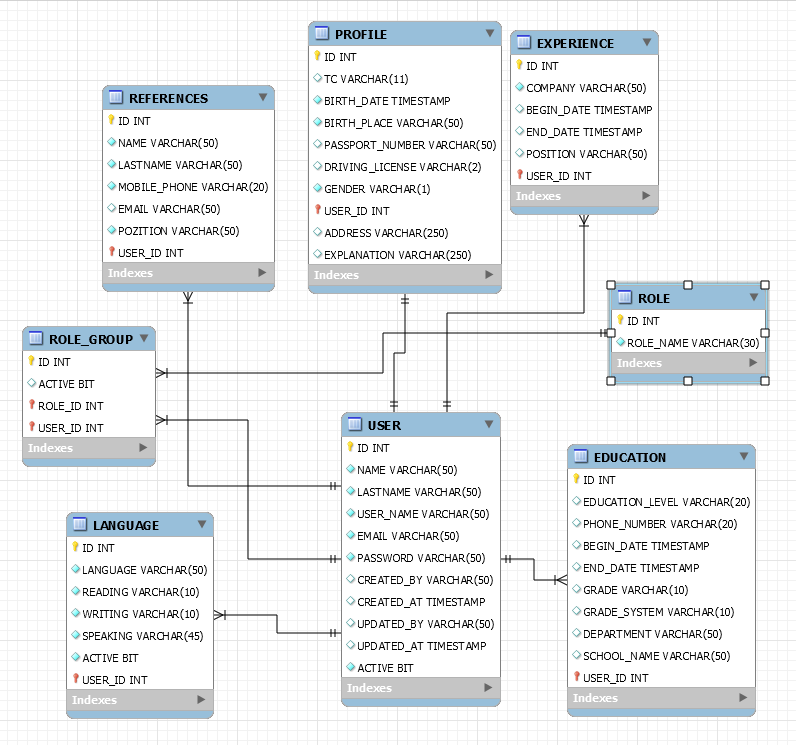 PROFILE
ID INT
TC VARCHAR(11)
BIRTH_DATE TIMESTAMP
BIRTH_PLACE VARCHAR(50)
PASSPORT_NUMBER VARCHAR(50)
DRIVING_LICENSE VARCHAR(2)
GENDER VARCHAR(1)
USER_ID INT
ADDRESS VARCHAR(250)
EXPLANATION VARCHAR(250)
Indexes
EXPERIENCE
ID INT
COMPANY VARCHAR(50)
BEGIN_DATE TIMESTAMP
END_DATE TIMESTAMP
POSITION VARCHAR(50)
USER_ID INT
Indexes
REFERENCES
ID INT
NAME VARCHAR(50)
LASTNAME VARCHAR(50)
MOBILE_PHONE VARCHAR(20)
EMAIL VARCHAR(50)
POZITION VARCHAR(50)
USER_ID INT
Indexes
ROLE
ID INT
ROLE_NAME VARCHAR(30)
Indexes
ROLE_GROUP
ID INT
ACTIVE BIT
ROLE_ID INT
USER_ID INT
Indexes
USER
ID INT
NAME VARCHAR(50)
LASTNAME VARCHAR(50)
USER_NAME VARCHAR(50)
EMAIL VARCHAR(50)
PASSWORD VARCHAR(50)
CREATED_BY VARCHAR(50)
CREATED_AT TIMESTAMP
UPDATED_BY VARCHAR(50)
UPDATED_AT TIMESTAMP
ACTIVE BIT
Indexes
EDUCATION
ID INT
EDUCATION_LEVEL VARCHAR(20)
PHONE_NUMBER VARCHAR(20)
BEGIN_DATE TIMESTAMP
END_DATE TIMESTAMP
GRADE VARCHAR(10)
GRADE_SYSTEM VARCHAR(10)
DEPARTMENT VARCHAR(50)
SCHOOL_NAME VARCHAR(50)
USER_ID INT
Indexes
LANGUAGE
ID INT
LANGUAGE VARCHAR(50)
READING VARCHAR(10)
WRITING VARCHAR(10)
SPEAKING VARCHAR(45)
ACTIVE BIT
USER_ID INT
Indexes